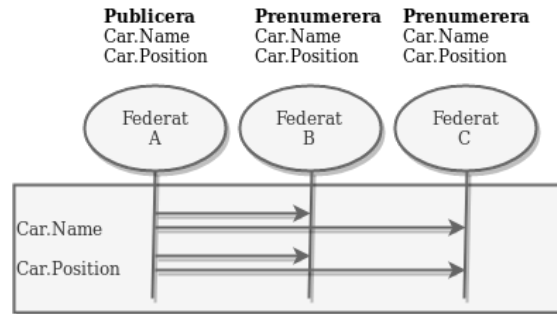 Publicera
Car.Name
Car.Position
Prenumerera
Car.Name
Car.Position
Prenumerera
Car.Name
Car.Position
Federat
A
Federat
B
Federat
C
Car.Name
Car.Position